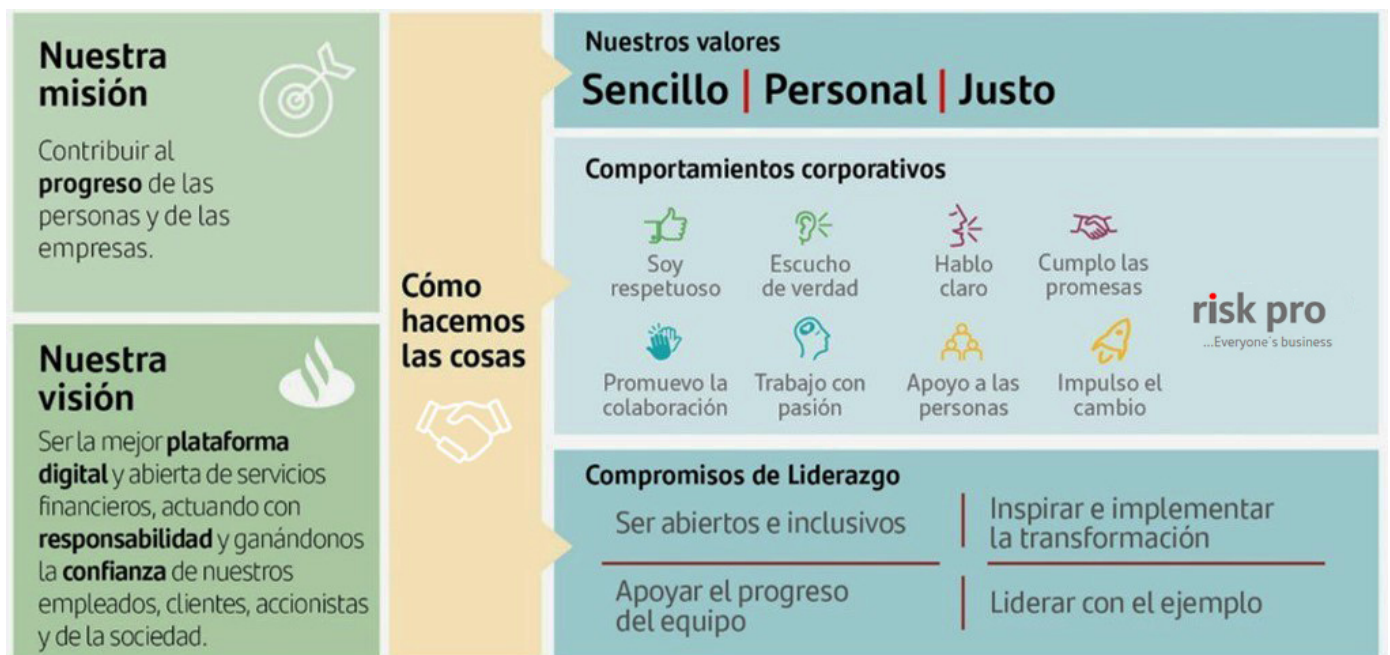 Nuestra
misión
Contribuir al
progreso de las
personas y de las
empresas.
Nuestra
visión
Ser la mejor plataforma
digital y abierta de servicios
financieros, actuando con
responsabilidad y ganándonos
la confianza de nuestros
empleados, clientes, accionistas
y de la sociedad.
Cómo
hacemos
las cosas
Nuestros valores
Sencillo | Personal | Justo
Comportamientos corporativos
Soy
respetuoso
Escucho
de verdad
Hablo
claro
Cumplo las
promesas
Promuevo la
colaboración
Trabajo con
pasión
Apoyo a las
personas
Impulso el
cambio
risk pro
...Everyone´s business
Compromisos de Liderazgo
Ser abiertos e inclusivos
Inspirar e implementar
la transformación
Apoyar el progreso
del equipo
Liderar con el ejemplo